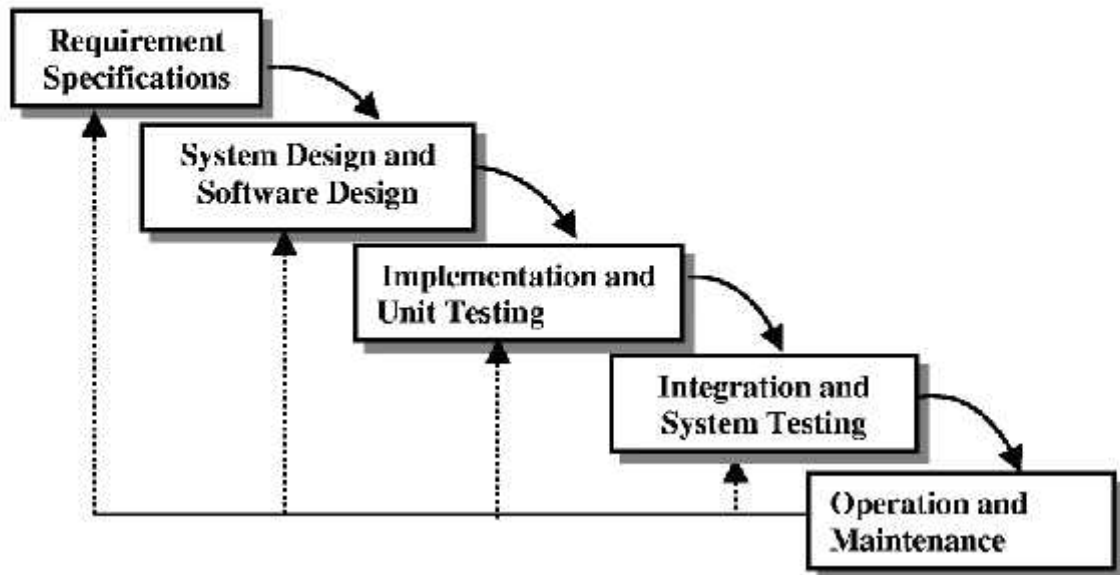 Requirement
Specifications
System Design and
Software Design
Implementation and
Unit Testing
Integration and
System Testing
Operation and
Maintenance